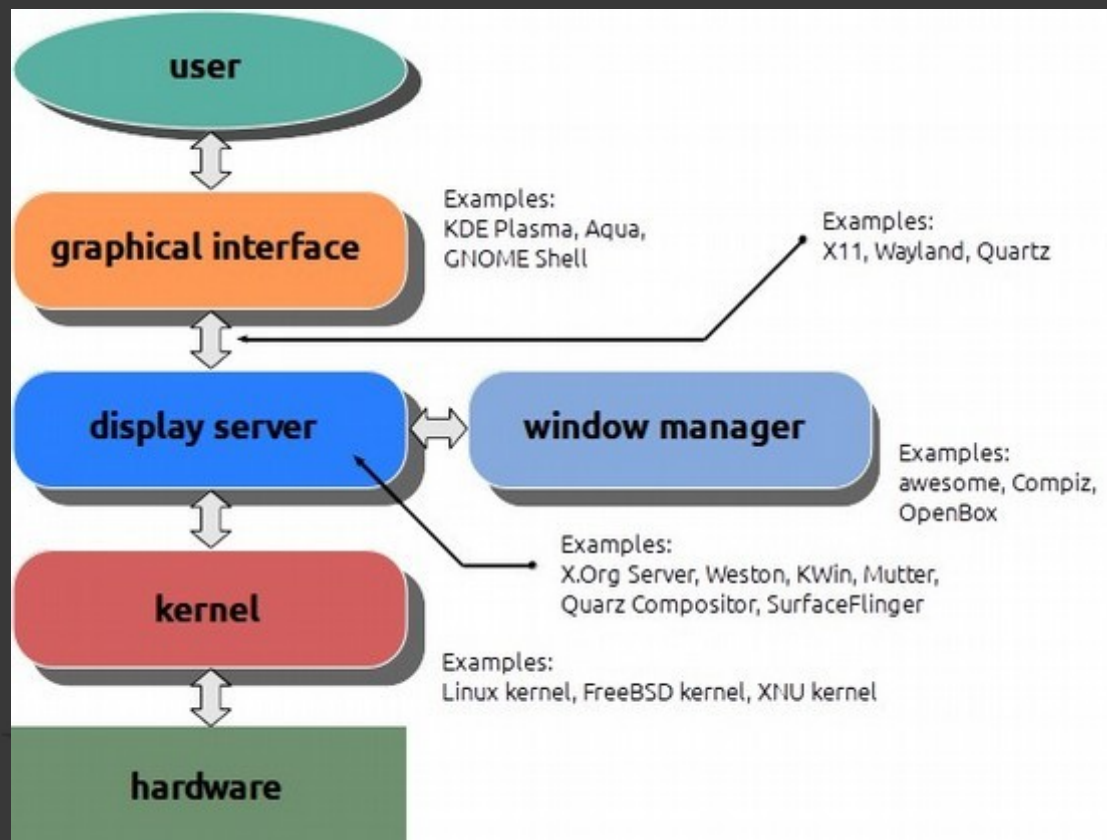 user
graphical interface
Examples:
KDE Plasma, Aqua,
GNOME Shell
Examples:
X11, Wayland, Quartz
display server
window manager
Examples:
awesome, Compiz,
OpenBox
Examples:
X.Org Server, Weston, KWin, Mutter,
Quarz Compositor, SurfaceFlinger
kernel
Examples:
Linux kernel, FreeBSD kernel, XNU kernel
hardware